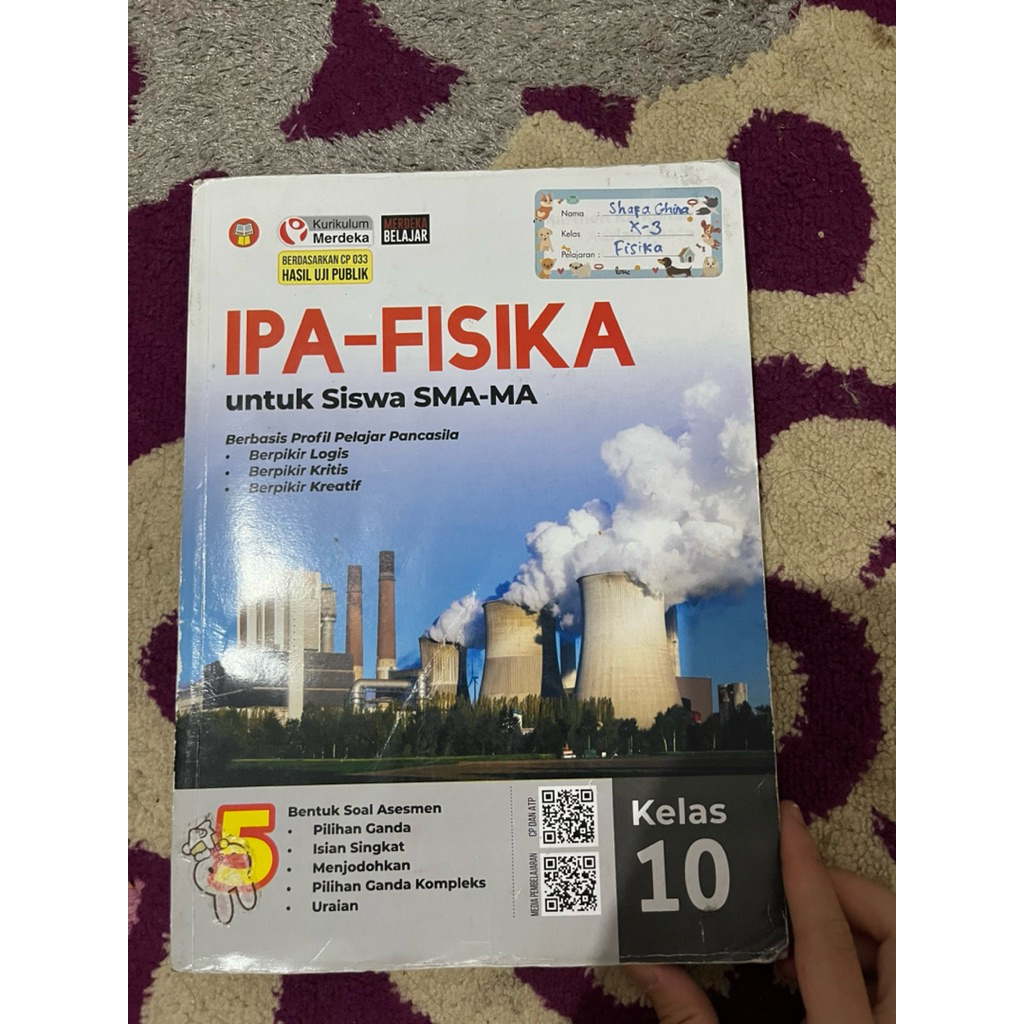 Kurikulum
Merdeka
MERDEKA
BELAJAR
BERDASARKAN CP 033
HASIL UJI PUBLIK
Nama : Shafa Ghina
Kelas : X-3
Pelajaran : Fisika
love
IPA-FISIKA
untuk Siswa SMA-MA
Berbasis Profil Pelajar Pancasila
• Berpikir Logis
• Berpikir Kritis
• Berpikir Kreatif
5
Bentuk Soal Asesmen
• Pilihan Ganda
• Isian Singkat
• Menjodohkan
• Pilihan Ganda Kompleks
• Uraian
CP DAN ATP
MEDIA PEMBELAJARAN
Kelas
10